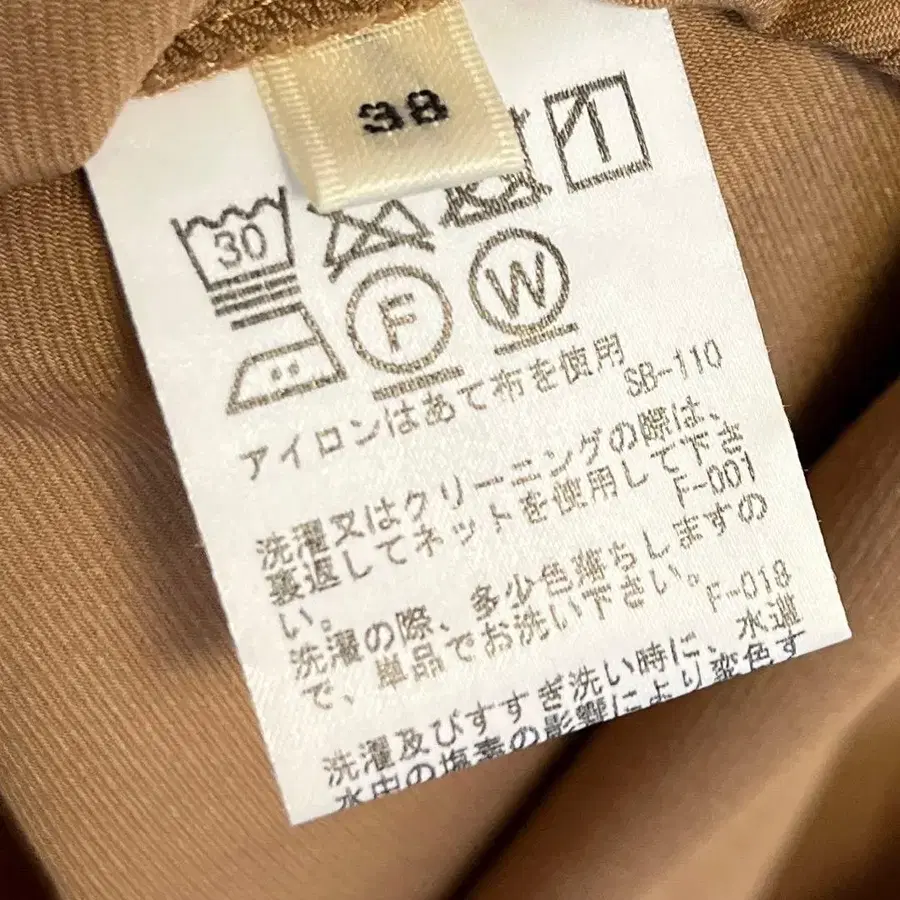 38
30
F
W
アイロンはあて布を使用
SB-110
洗濯又はクリーニングの際は、
裏返してネットを使用して下さ
い。
F-001
洗濯の際、多少色落ちしますの
で、単品でお洗い下さい。
F-018
洗濯及びすすぎ洗い時に、水道
水中の塩素の影響により変色す